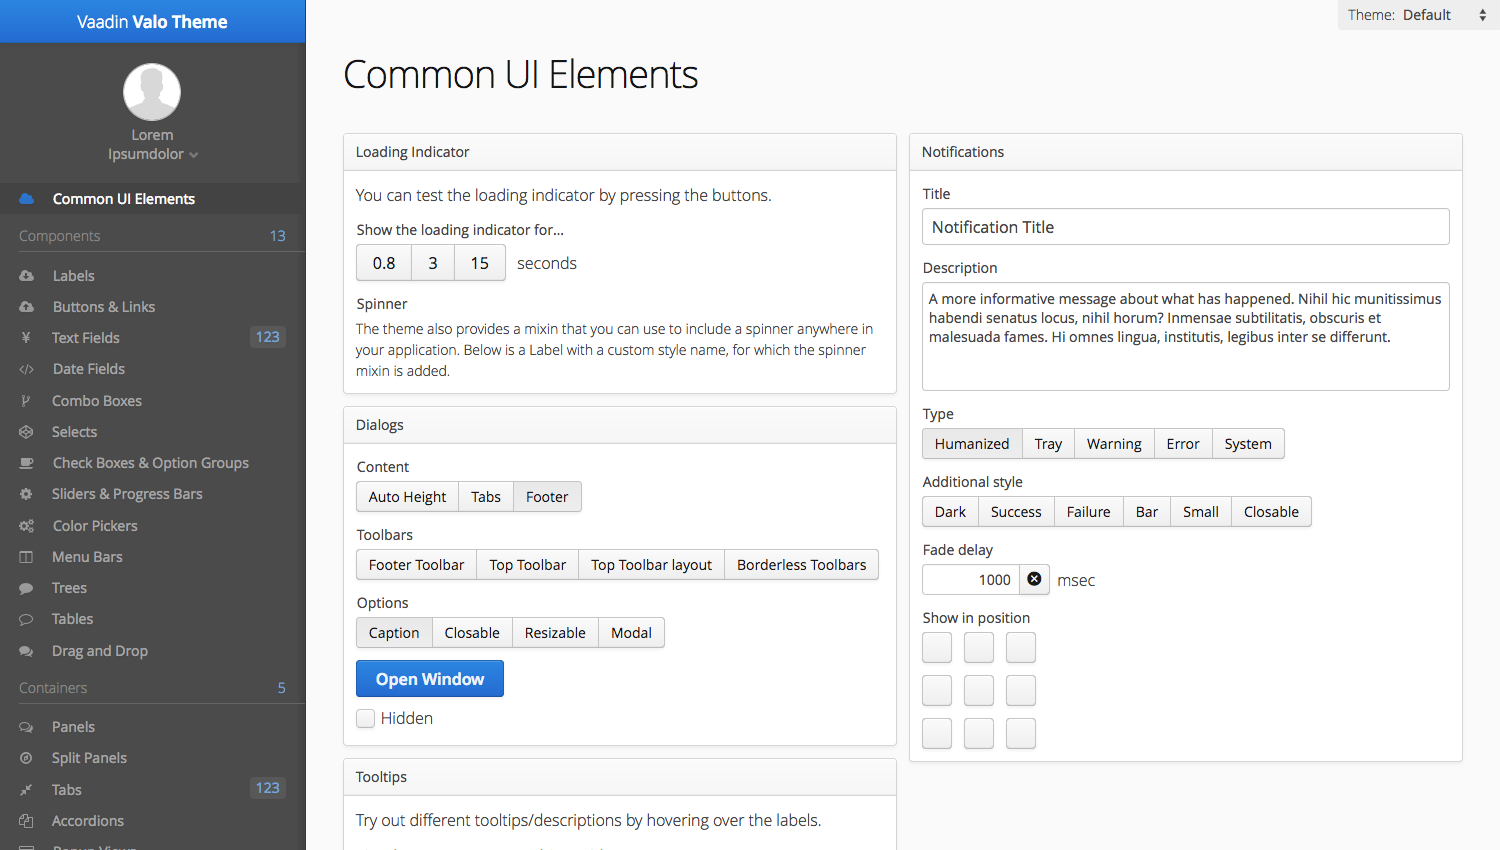 Vaadin Valo Theme
Lorem
Ipsumdolor
Common UI Elements
Components 13
Labels
Buttons & Links
Text Fields 123
Date Fields
Combo Boxes
Selects
Check Boxes & Option Groups
Sliders & Progress Bars
Color Pickers
Menu Bars
Trees
Tables
Drag and Drop
Containers 5
Panels
Split Panels
Tabs 123
Accordions
Popup Views
Theme: Default
Common UI Elements
Loading Indicator
You can test the loading indicator by pressing the buttons.
Show the loading indicator for...
0.8 3 15 seconds
Spinner
The theme also provides a mixin that you can use to include a spinner anywhere in
your application. Below is a Label with a custom style name, for which the spinner
mixin is added.
Dialogs
Content
Auto Height Tabs Footer
Toolbars
Footer Toolbar Top Toolbar Top Toolbar layout Borderless Toolbars
Options
Caption Closable Resizable Modal
Open Window
Hidden
Tooltips
Try out different tooltips/descriptions by hovering over the labels.
Notifications
Title
Notification Title
Description
A more informative message about what has happened. Nihil hic munitissimus
habendi senatus locus, nihil horum? Inmensae subtilitatis, obscuris et
malesuada fames. Hi omnes lingua, institutis, legibus inter se differunt.
Type
Humanized Tray Warning Error System
Additional style
Dark Success Failure Bar Small Closable
Fade delay
1000 msec
Show in position